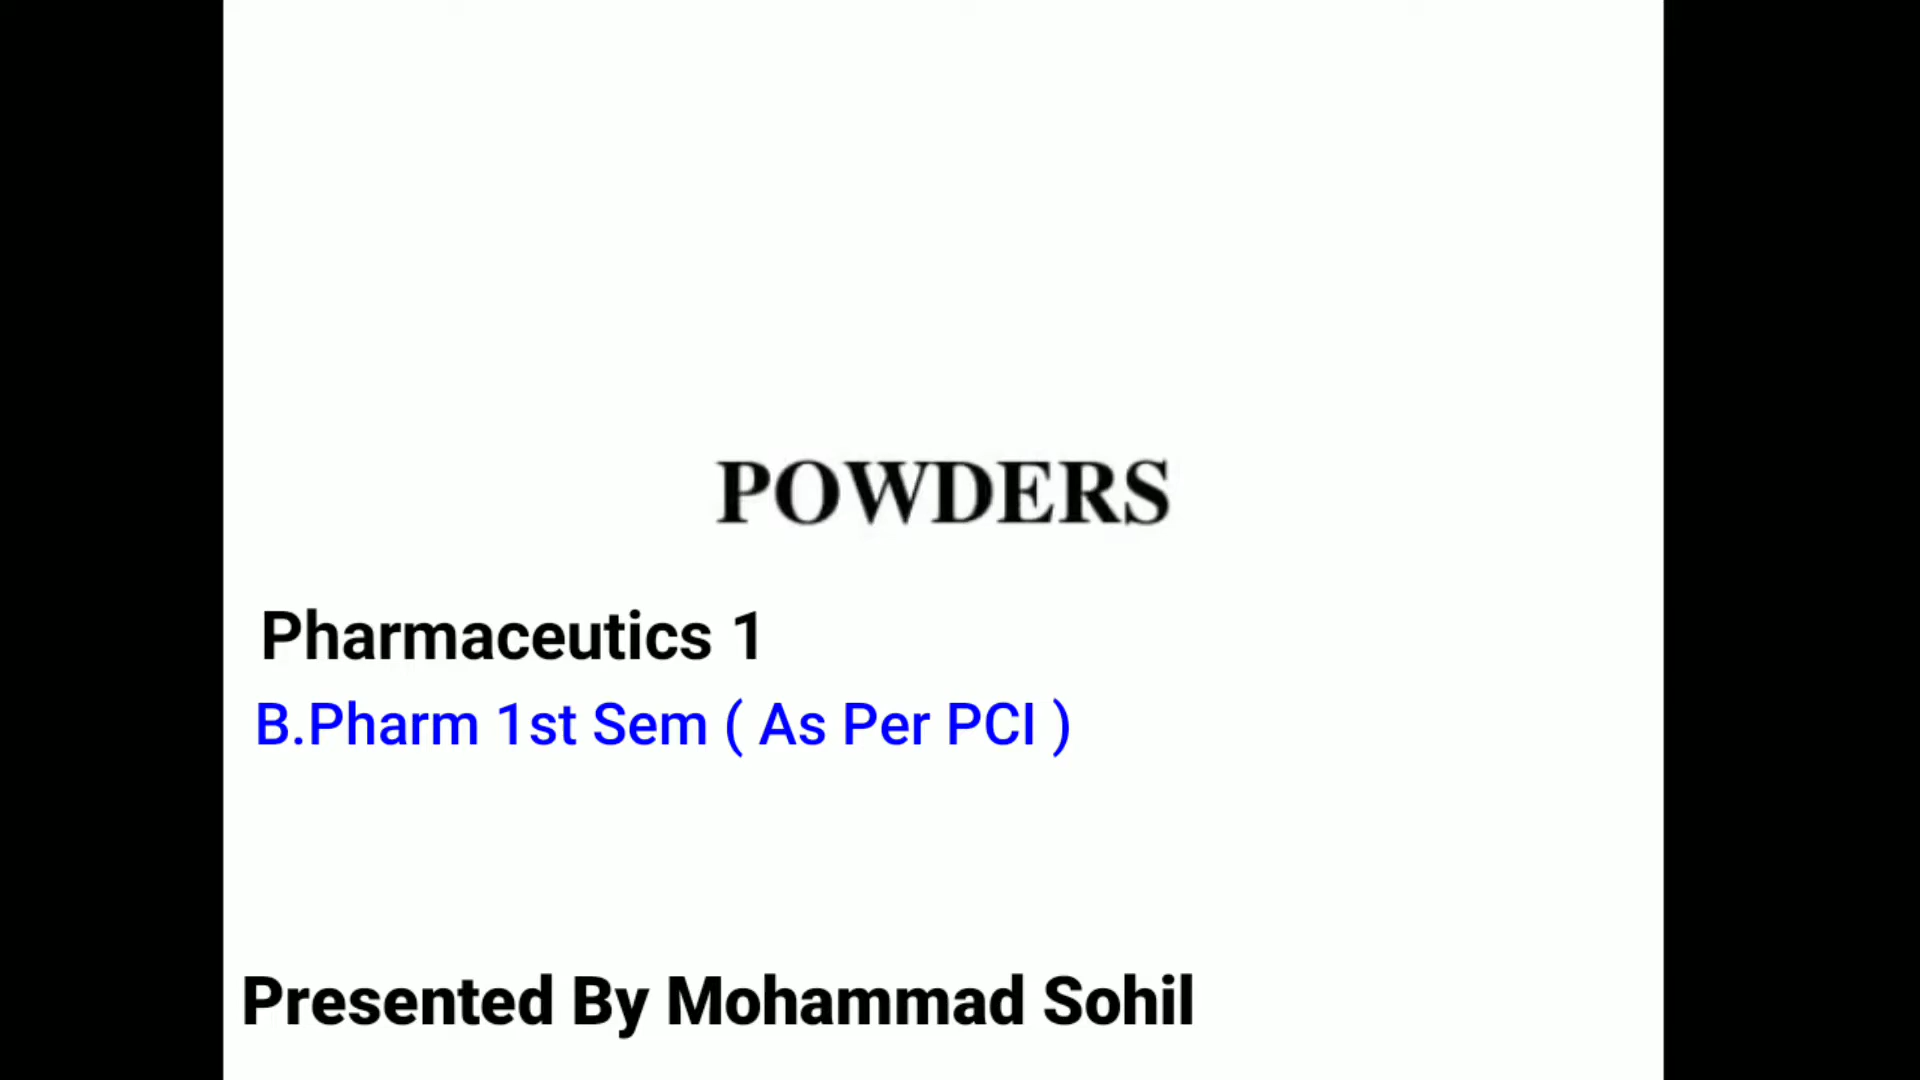 POWDERS
Pharmaceutics 1
B.Pharm 1st Sem ( As Per PCI )
Presented By Mohammad Sohil